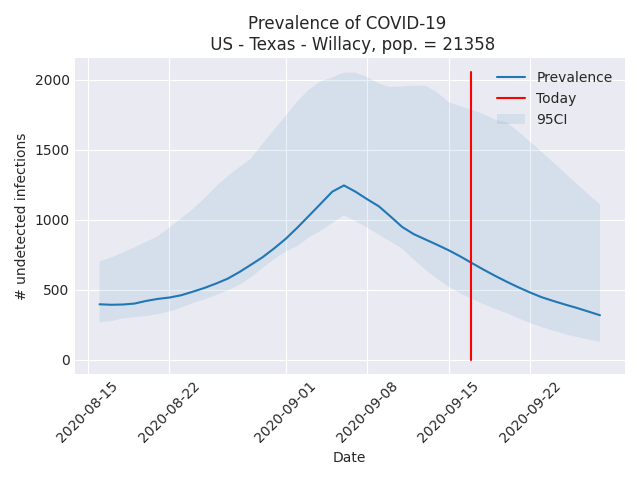 Prevalence of COVID-19
US - Texas - Willacy, pop. = 21358
Prevalence
Today
95CI
# undetected infections
2000
1500
1000
500
0
2020-08-15
2020-08-22
2020-09-01
2020-09-08
2020-09-15
2020-09-22
Date